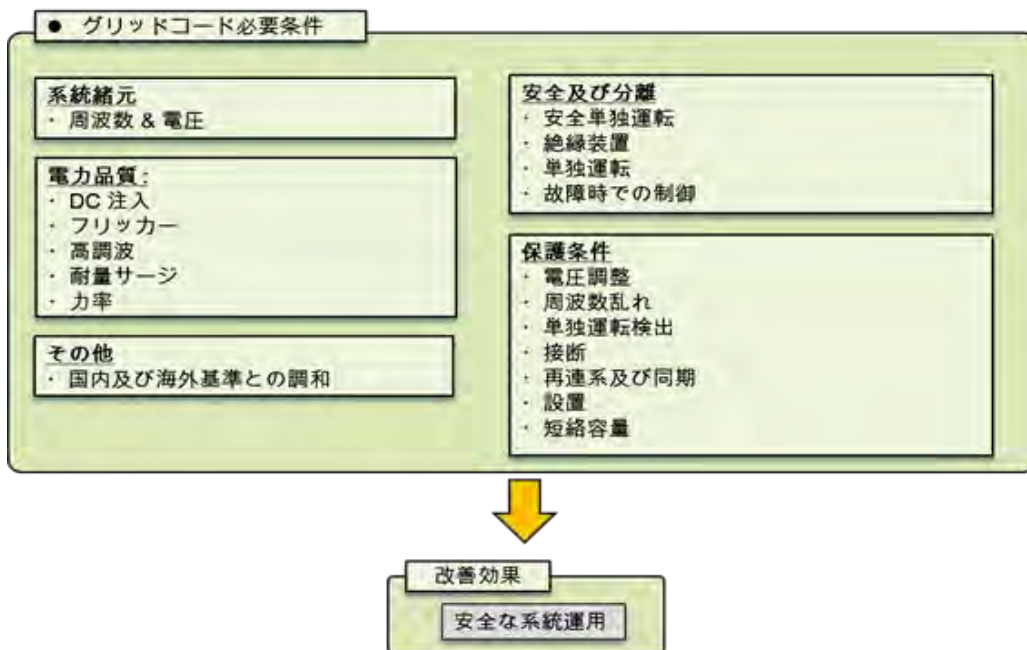 ● グリッドコード必要条件
系統緒元
・ 周波数 & 電圧
電力品質:
・ DC 注入
・ フリッカー
・ 高調波
・ 耐量サージ
・ 力率
その他
・ 国内及び海外基準との調和
安全及び分離
・ 安全単独運転
・ 絶縁装置
・ 単独運転
・ 故障時での制御
保護条件
・ 電圧調整
・ 周波数乱れ
・ 単独運転検出
・ 接断
・ 再連系及び同期
・ 設置
・ 短絡容量
改善効果
安全な系統運用